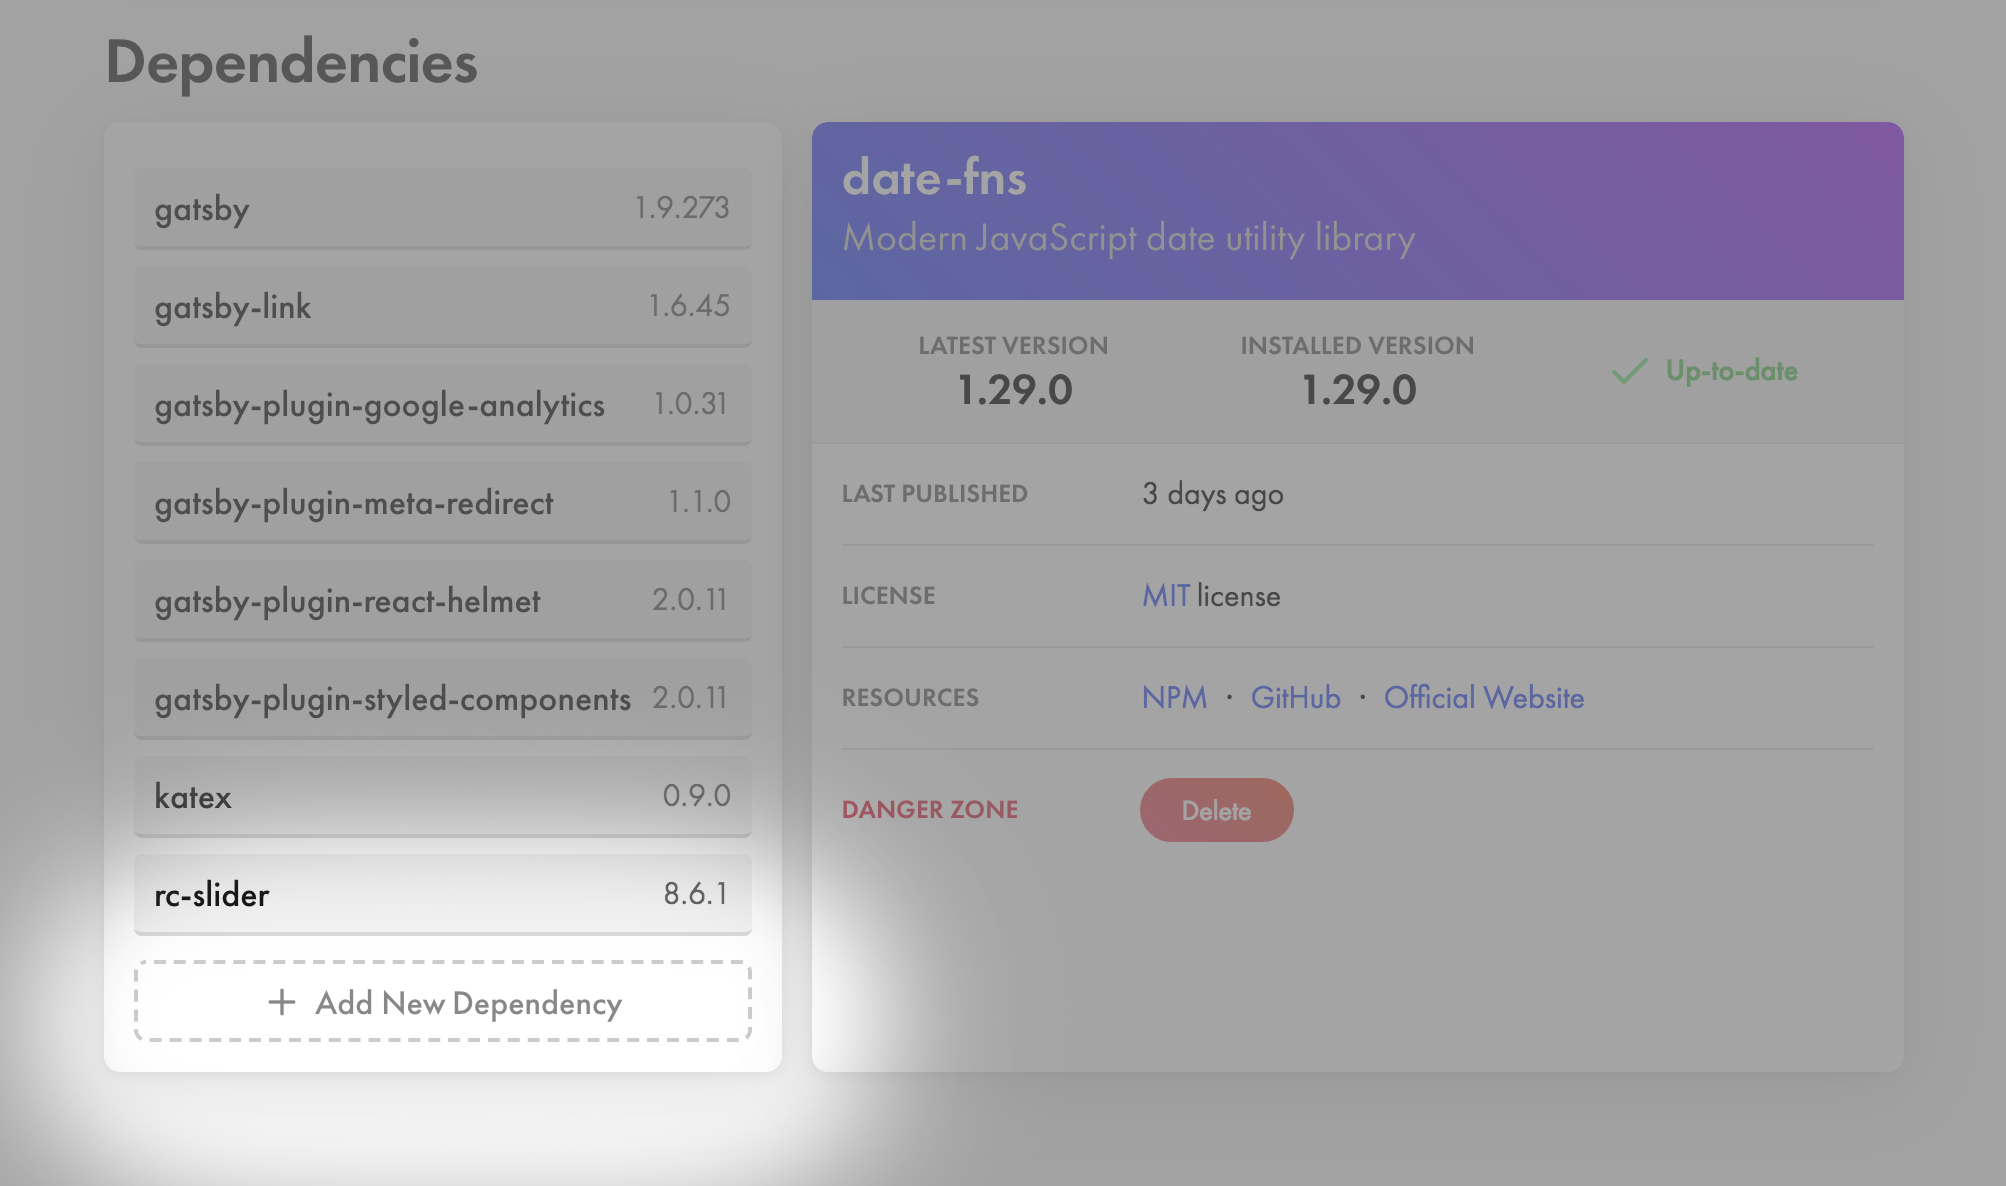 Dependencies
gatsby 1.9.273
gatsby-link 1.6.45
gatsby-plugin-google-analytics 1.0.31
gatsby-plugin-meta-redirect 1.1.0
gatsby-plugin-react-helmet 2.0.11
gatsby-plugin-styled-components 2.0.11
katex 0.9.0
rc-slider 8.6.1
+ Add New Dependency
date-fns
Modern JavaScript date utility library
LATEST VERSION
1.29.0
INSTALLED VERSION
1.29.0
Up-to-date
LAST PUBLISHED 3 days ago
LICENSE MIT license
RESOURCES NPM · GitHub · Official Website
DANGER ZONE Delete